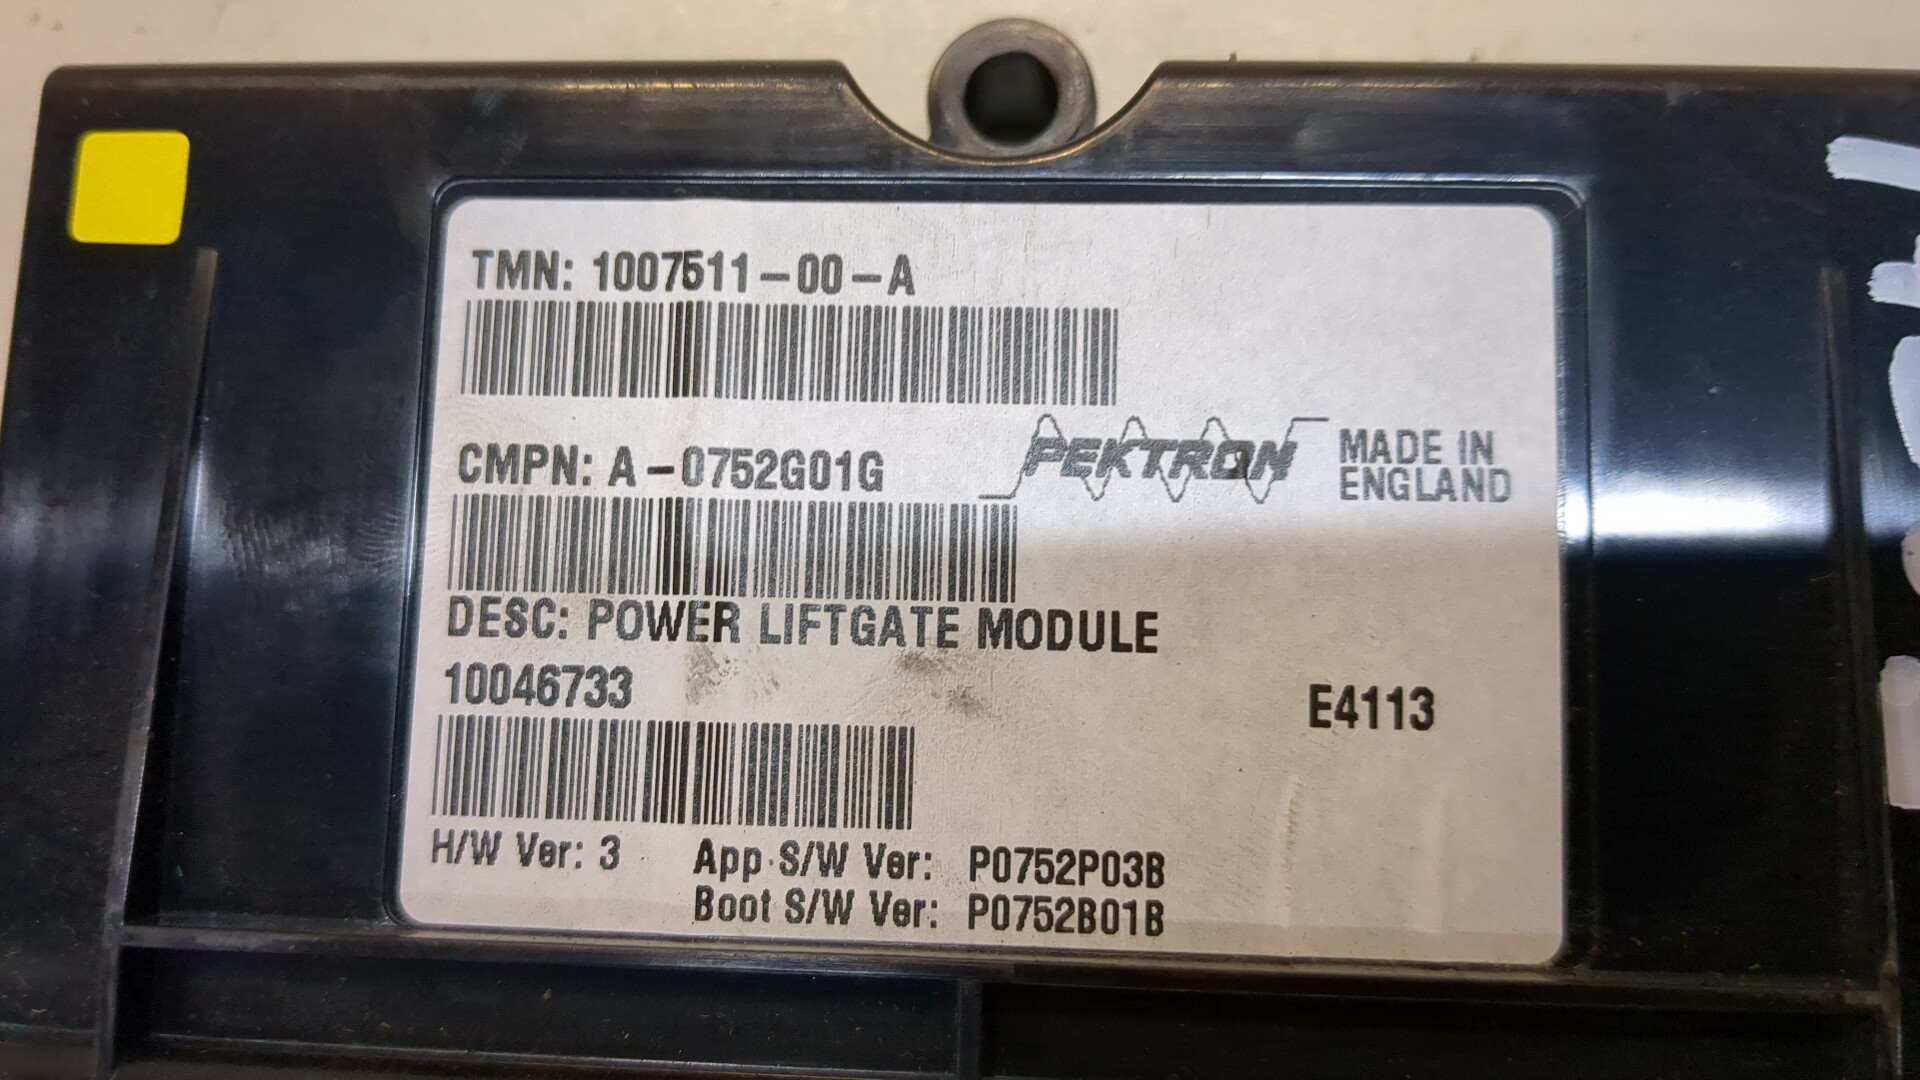 TMN: 1007511-00-A
CMPN: A-0752G01G
PEKTRON
MADE IN
ENGLAND
DESC: POWER LIFTGATE MODULE
10046733
E4113
H/W Ver: 3
App S/W Ver: P0752P03B
Boot S/W Ver: P0752B01B